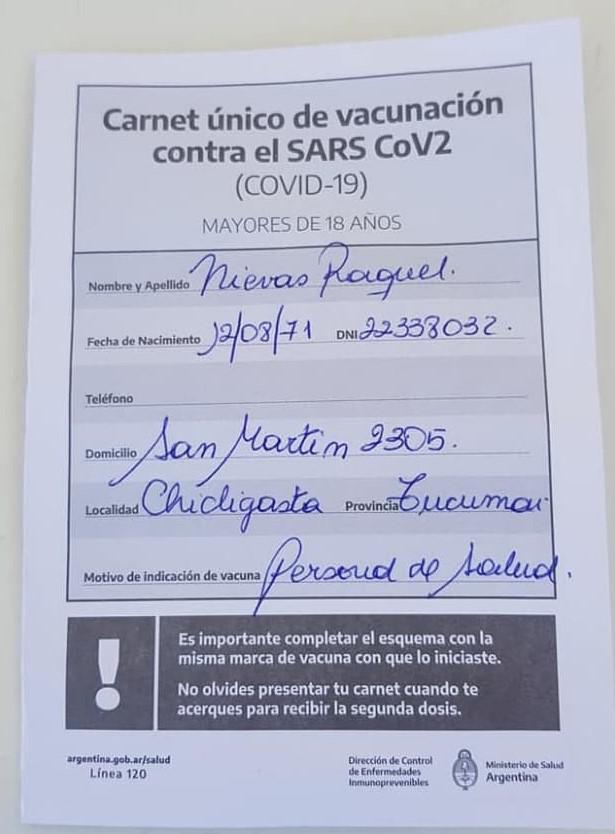 Carnet único de vacunación
contra el SARS CoV2
(COVID-19)
MAYORES DE 18 AÑOS
Nombre y Apellido Nievas Raquel.
Fecha de Nacimiento 12/08/71 DNI 22338032.
Teléfono
Domicilio San Martin 2305.
Localidad Chicligasta Provincia Tucuman
Motivo de indicación de vacuna Personal de Salud.
!
Es importante completar el esquema con la
misma marca de vacuna con que lo iniciaste.
No olvides presentar tu carnet cuando te
acerques para recibir la segunda dosis.
argentina.gob.ar/salud
Línea 120
Dirección de Control
de Enfermedades
Inmunoprevenibles
Ministerio de Salud
Argentina